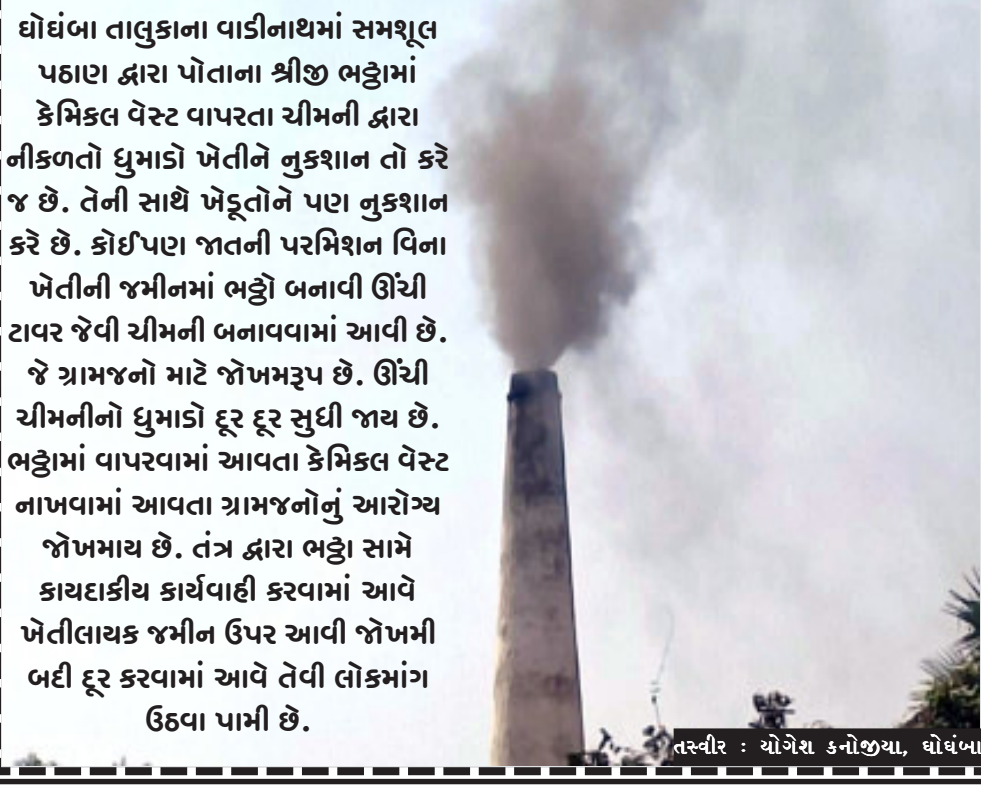 ઘોઘંબા તાલુકાના વાડીનાથમાં સમશૂલ
પઠાણ દ્વારા પોતાના શ્રીજી ભઠ્ઠામાં
કેમિકલ વેસ્ટ વાપરતા ચીમની દ્વારા
નીકળતો ધુમાડો ખેતીને નુકશાન તો કરે
જ છે. તેની સાથે ખેડૂતોને પણ નુકશાન
કરે છે. કોઈપણ જાતની પરમિશન વિના
ખેતીની જમીનમાં ભઠ્ઠો બનાવી ઊંચી
ટાવર જેવી ચીમની બનાવવામાં આવી છે.
જે ગ્રામજનો માટે જોખમરૂપ છે. ઊંચી
ચીમનીનો ધુમાડો દૂર દૂર સુધી જાય છે.
ભઠ્ઠામાં વાપરવામાં આવતા કેમિકલ વેસ્ટ
નાખવામાં આવતા ગ્રામજનોનું આરોગ્ય
જોખમાય છે. તંત્ર દ્વારા ભઠ્ઠા સામે
કાયદાકીય કાર્યવાહી કરવામાં આવે
ખેતીલાયક જમીન ઉપર આવી જોખમી
બદી દૂર કરવામાં આવે તેવી લોકમાંગ
ઉઠવા પામી છે.
તસ્વીર : યોગેશ કનોજીયા, ઘોઘંબા